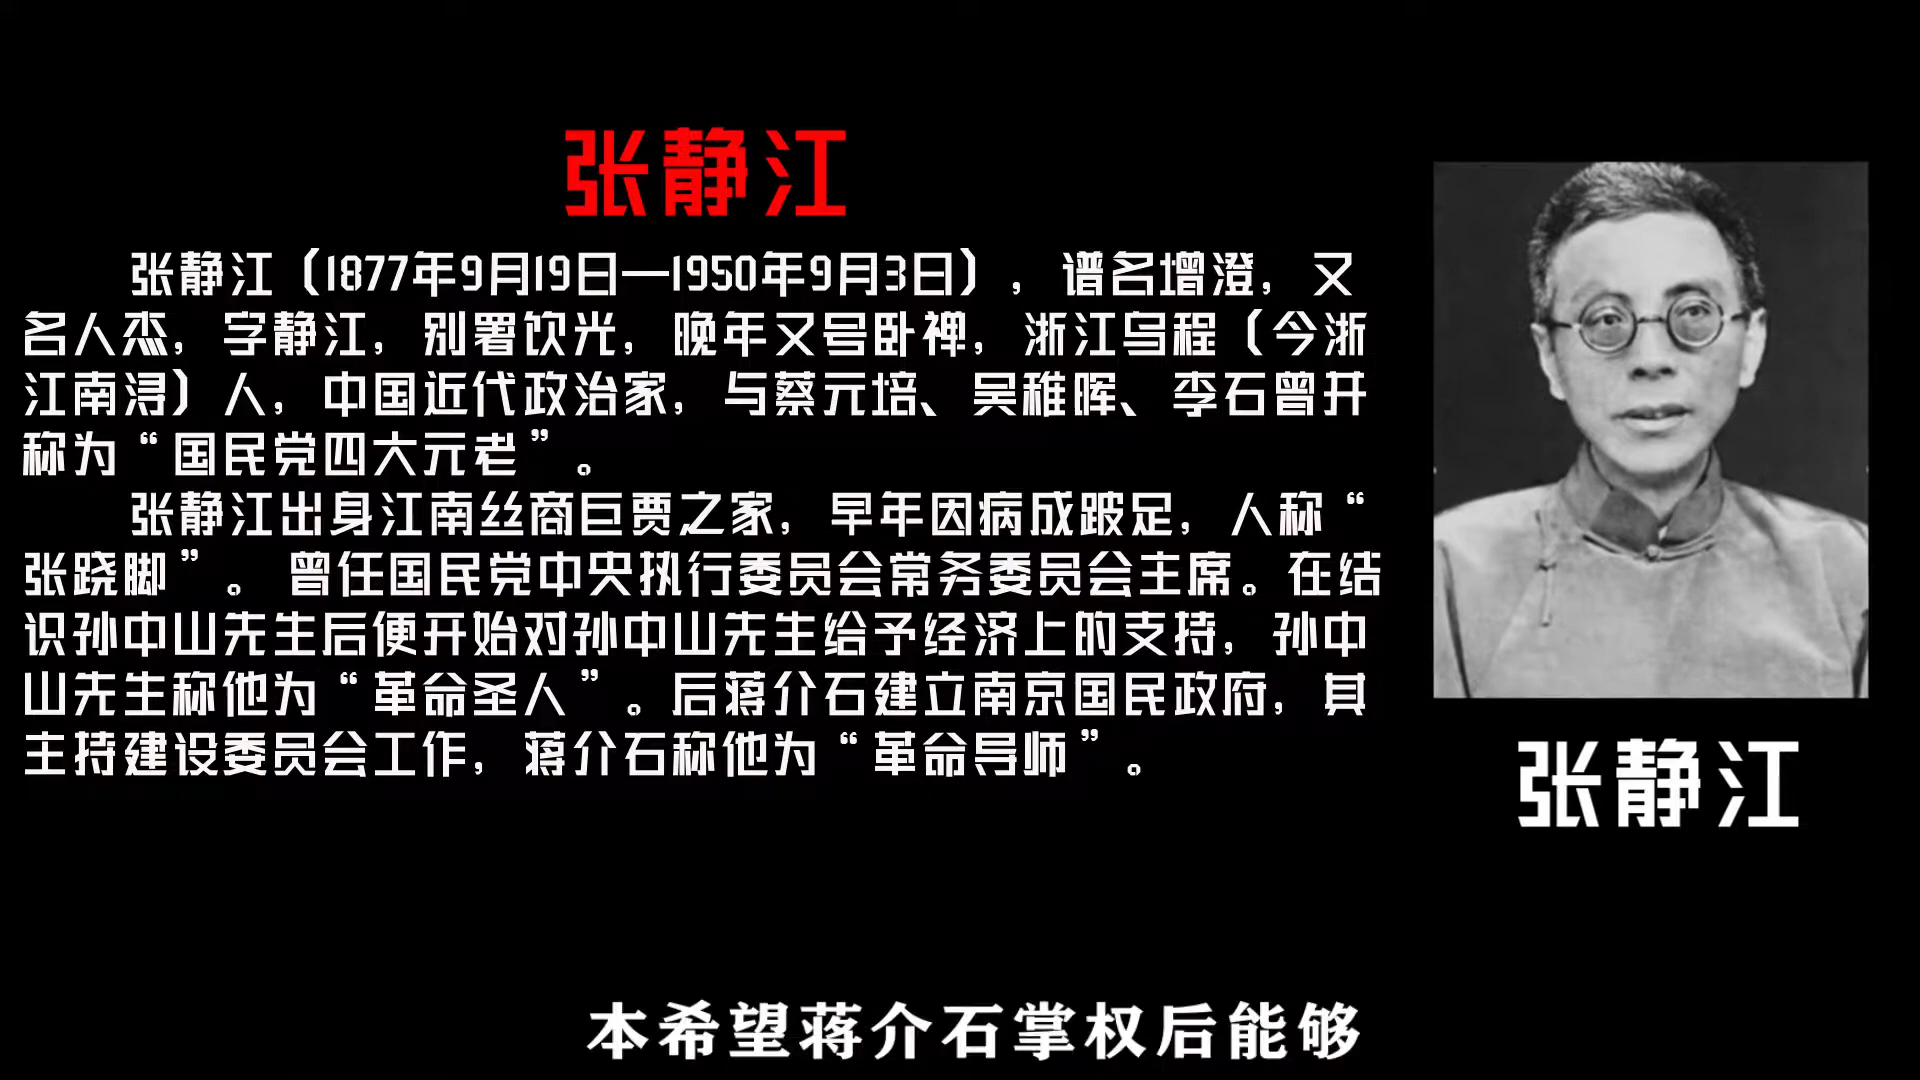 张静江
张静江（1877年9月19日—1950年9月3日），谱名增澄，又
名人杰，字静江，别署饮光，晚年又号卧禅，浙江乌程（今浙
江南浔）人，中国近代政治家，与蔡元培、吴稚晖、李石曾并
称为“国民党四大元老”。
张静江出身江南丝商巨贾之家，早年因病成跛足，人称“
张跷脚”。曾任国民党中央执行委员会常务委员会主席。在结
识孙中山先生后便开始对孙中山先生给予经济上的支持，孙中
山先生称他为“革命圣人”。后蒋介石建立南京国民政府，其
主持建设委员会工作，蒋介石称他为“革命导师”。
张静江
本希望蒋介石掌权后能够